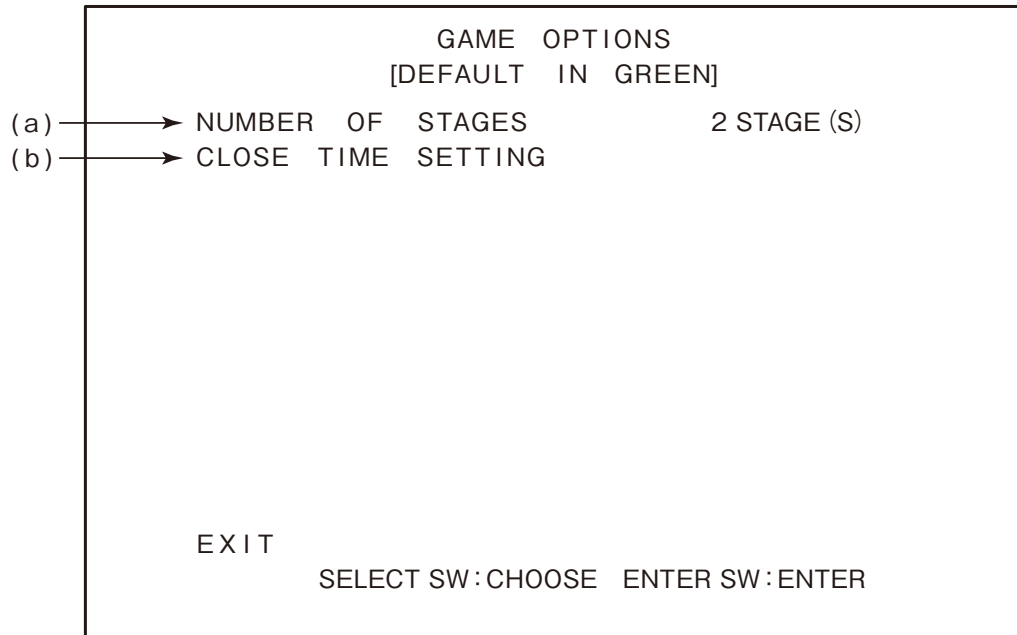 GAME OPTIONS
[DEFAULT IN GREEN]
(a) NUMBER OF STAGES 2 STAGE(S)
(b) CLOSE TIME SETTING
EXIT
SELECT SW:CHOOSE ENTER SW:ENTER